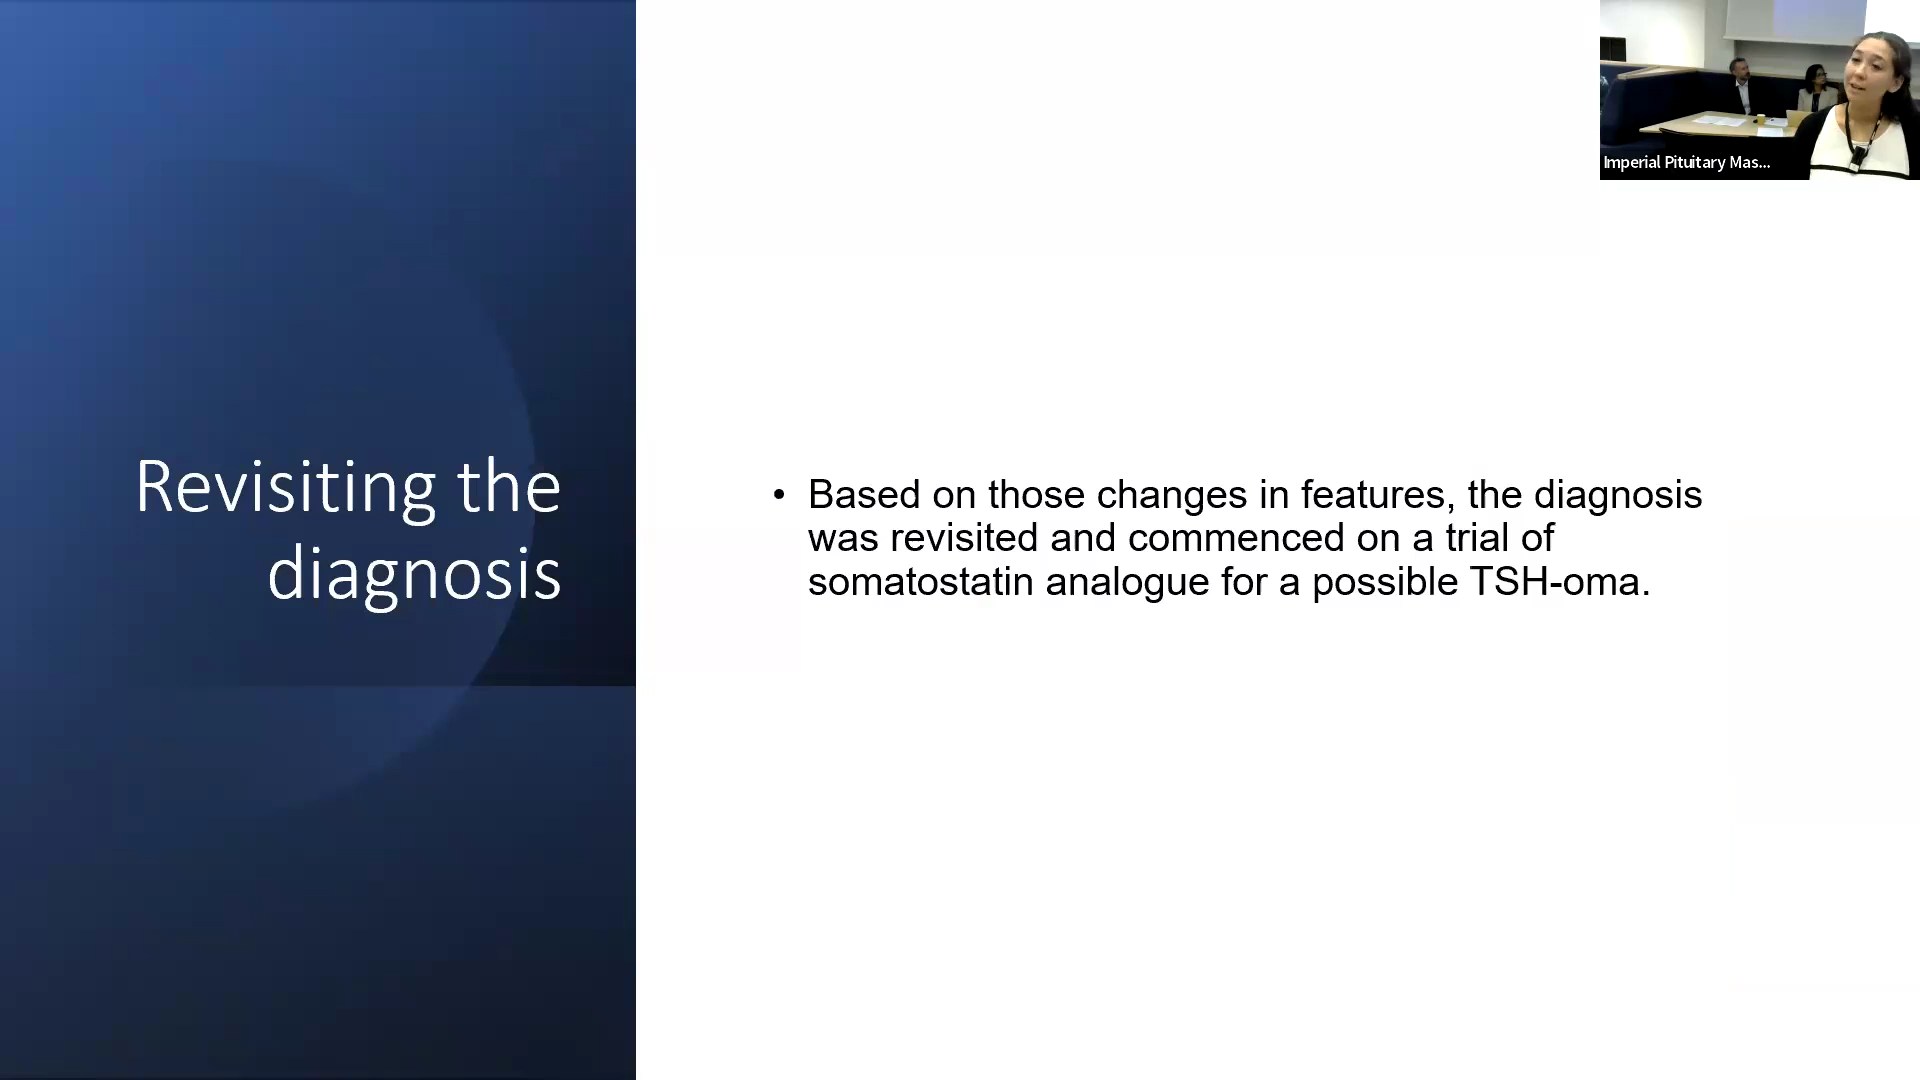 Imperial Pituitary Mas...
Revisiting the
diagnosis
• Based on those changes in features, the diagnosis
was revisited and commenced on a trial of
somatostatin analogue for a possible TSH-oma.